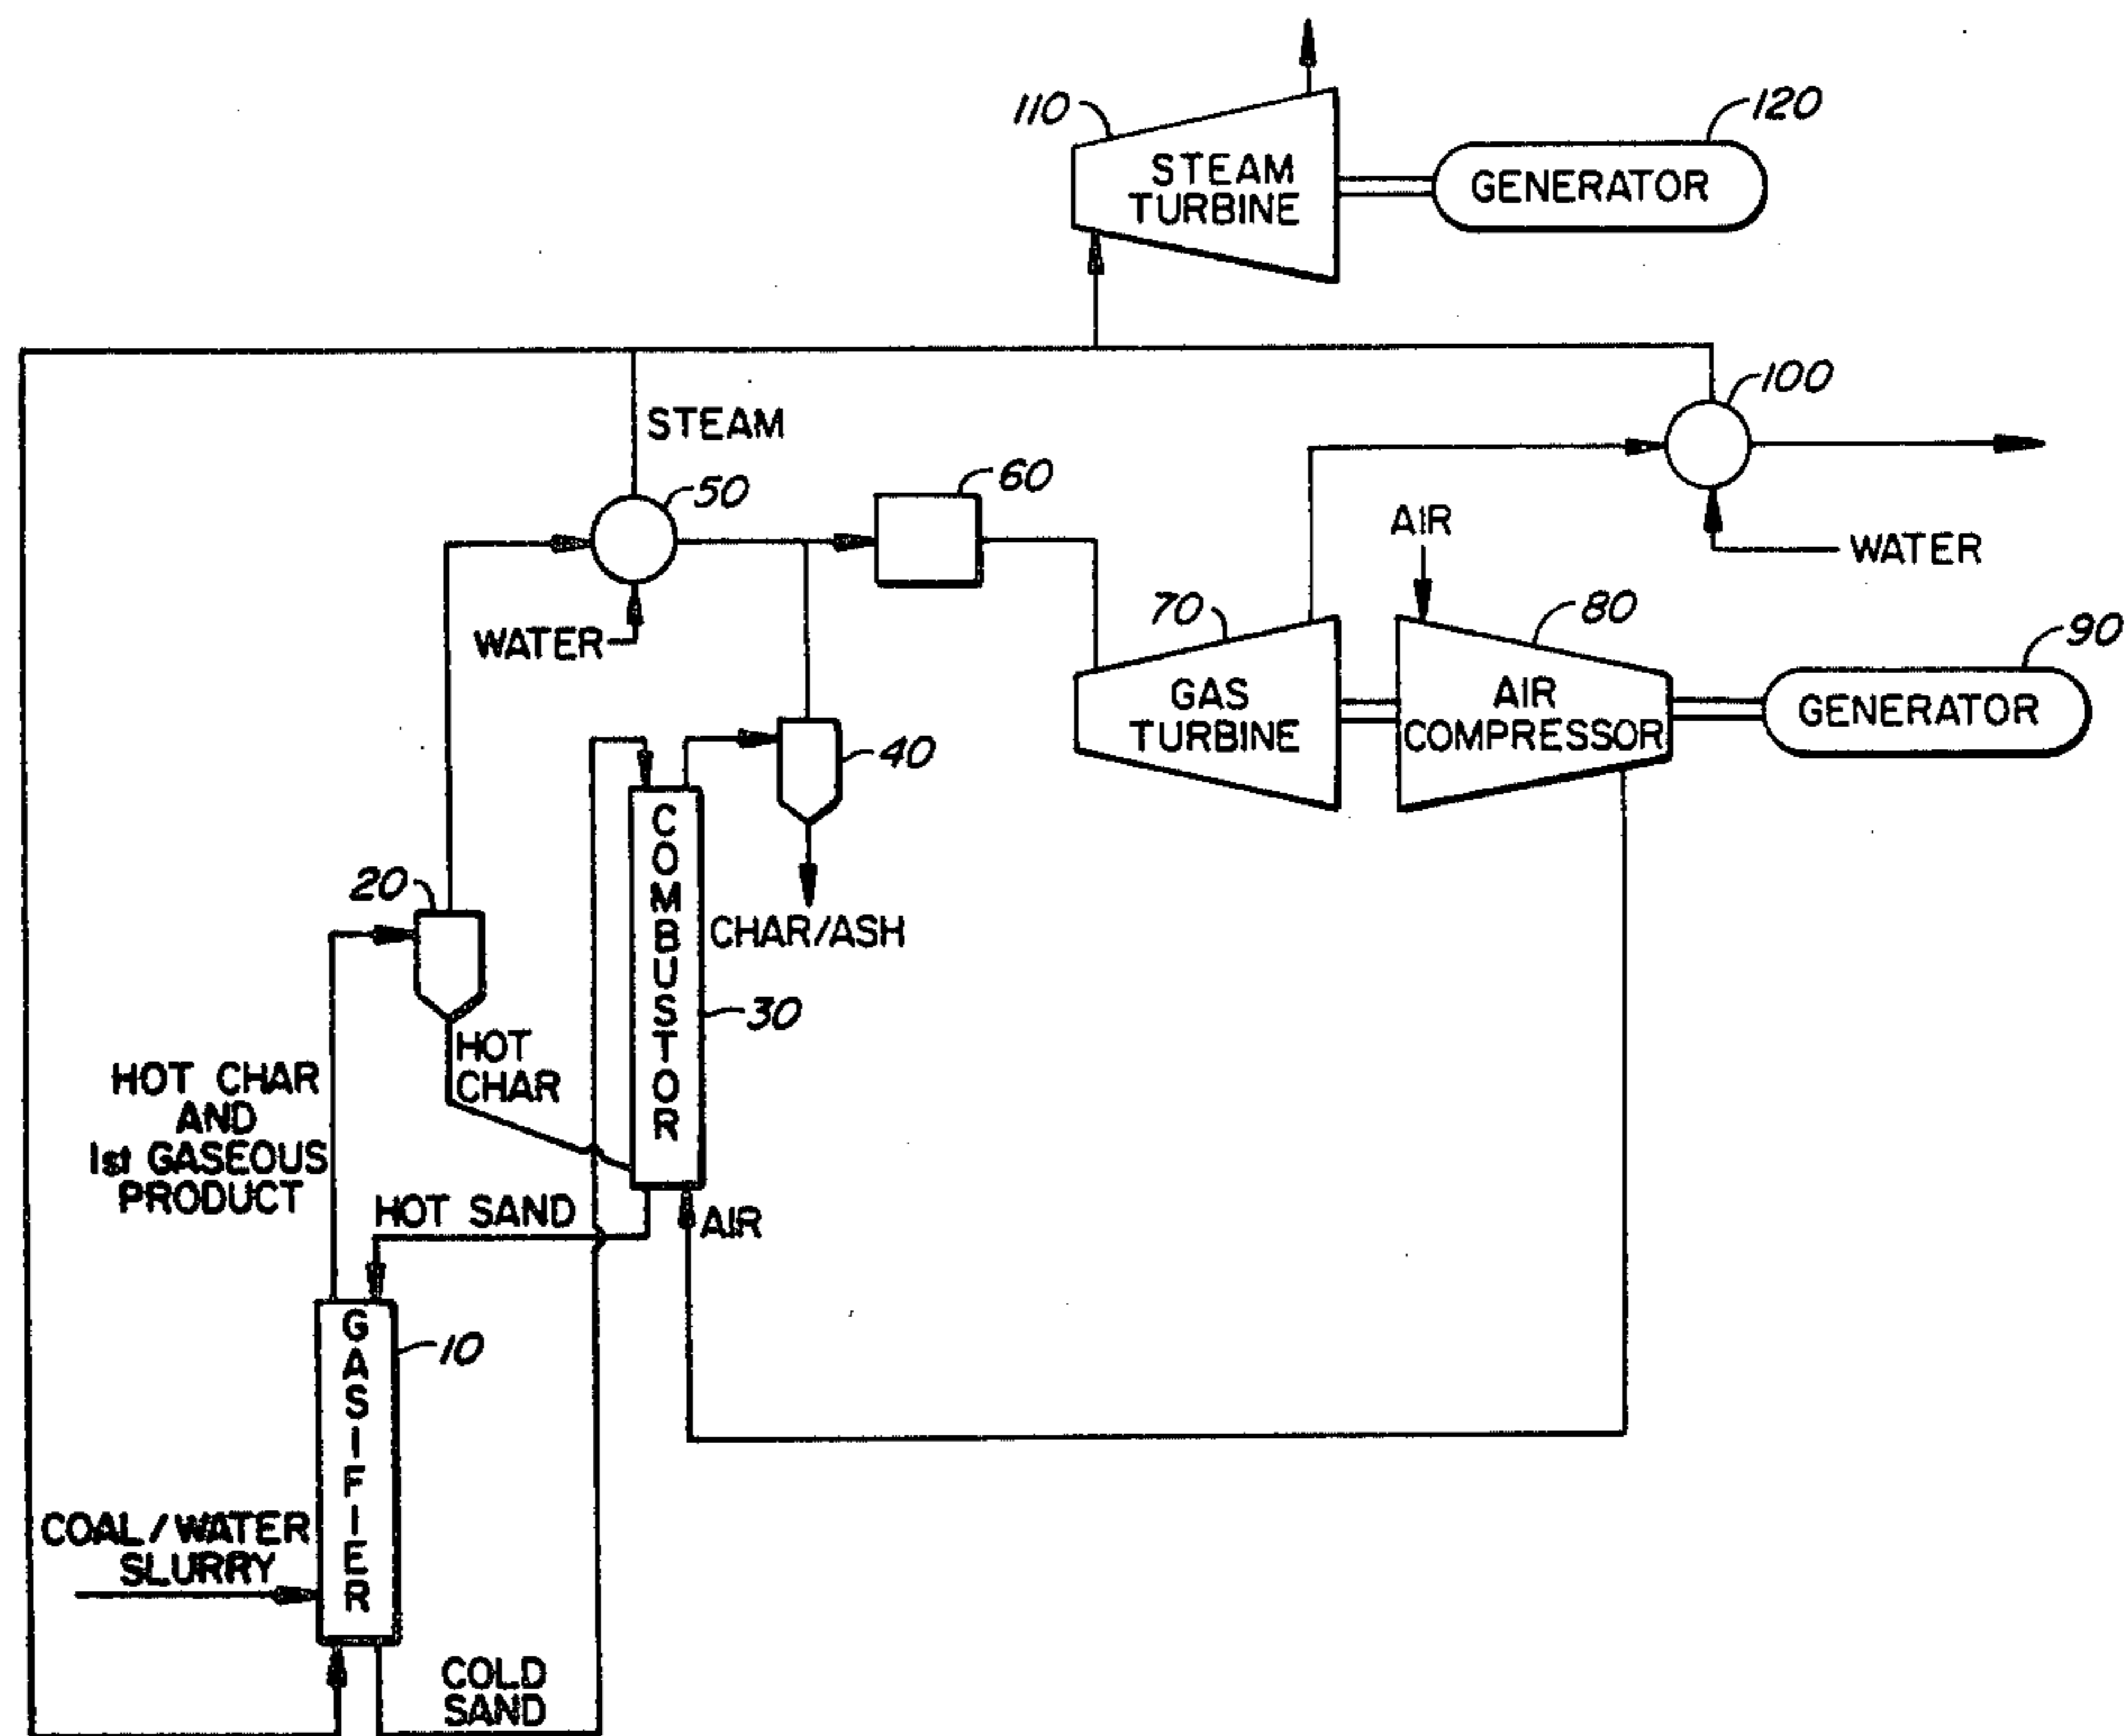 110
STEAM
TURBINE
120
GENERATOR
STEAM
50
WATER
60
100
WATER
AIR
70
GAS
TURBINE
80
AIR
COMPRESSOR
90
GENERATOR
40
CHAR/ASH
20
HOT
CHAR
COMBUSTOR
30
HOT CHAR
AND
1st GASEOUS
PRODUCT
HOT SAND
AIR
GASIFIER
10
COAL/WATER
SLURRY
COLD
SAND